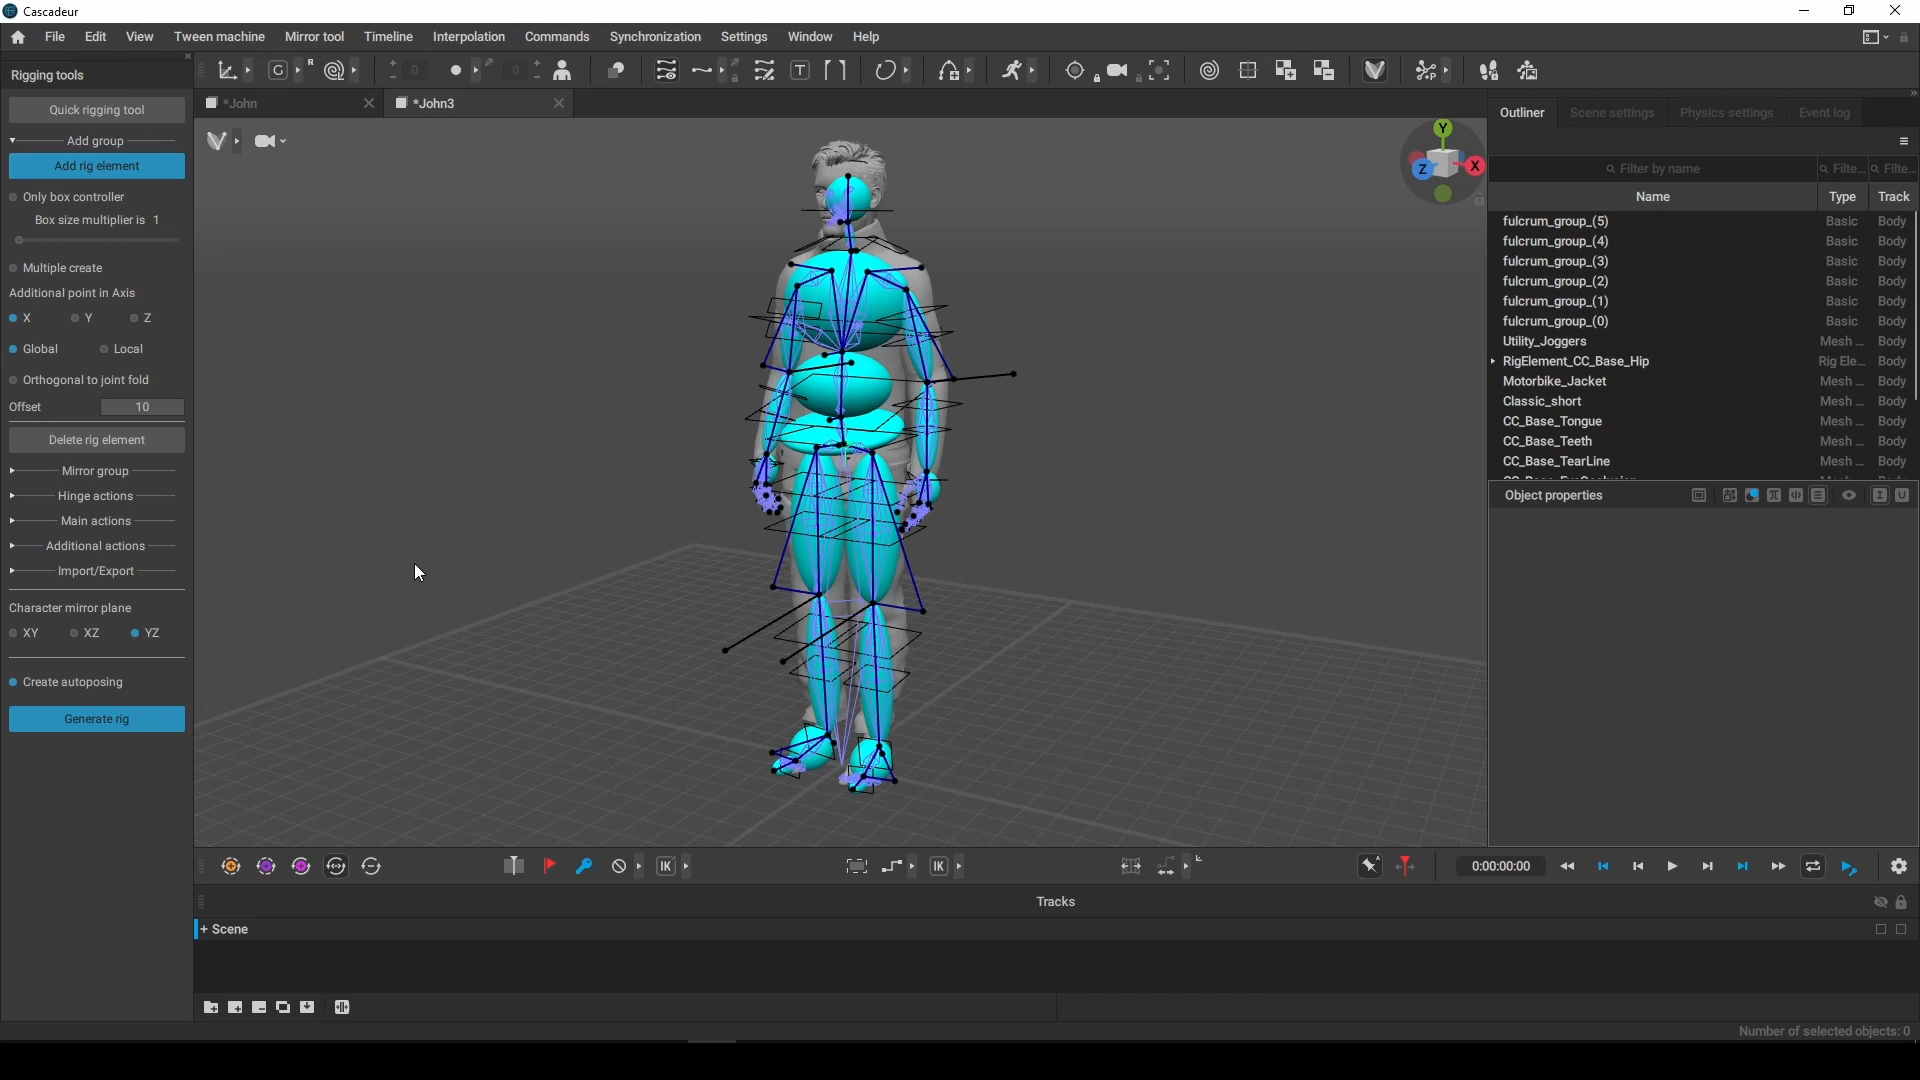 Cascadeur
File Edit View Tween machine Mirror tool Timeline Interpolation Commands Synchronization Settings Window Help
Rigging tools
Quick rigging tool
Add group
Add rig element
Only box controller
Box size multiplier is 1
Multiple create
Additional point in Axis
X Y Z
Global Local
Orthogonal to joint fold
Offset 10
Delete rig element
Mirror group
Hinge actions
Main actions
Additional actions
Import/Export
Character mirror plane
XY XZ YZ
Create autoposing
Generate rig
G R 0 0 T P
*John *John3
Y
Z X
Outliner Scene settings Physics settings Event log
Filter by name Filte... Filte...
Name Type Track
fulcrum_group_(5) Basic Body
fulcrum_group_(4) Basic Body
fulcrum_group_(3) Basic Body
fulcrum_group_(2) Basic Body
fulcrum_group_(1) Basic Body
fulcrum_group_(0) Basic Body
Utility_Joggers Mesh ... Body
RigElement_CC_Base_Hip Rig Ele... Body
Motorbike_Jacket Mesh ... Body
Classic_short Mesh ... Body
CC_Base_Tongue Mesh ... Body
CC_Base_Teeth Mesh ... Body
CC_Base_TearLine Mesh ... Body
Object properties
IK IK 0:00:00:00
Tracks
+ Scene
Number of selected objects: 0